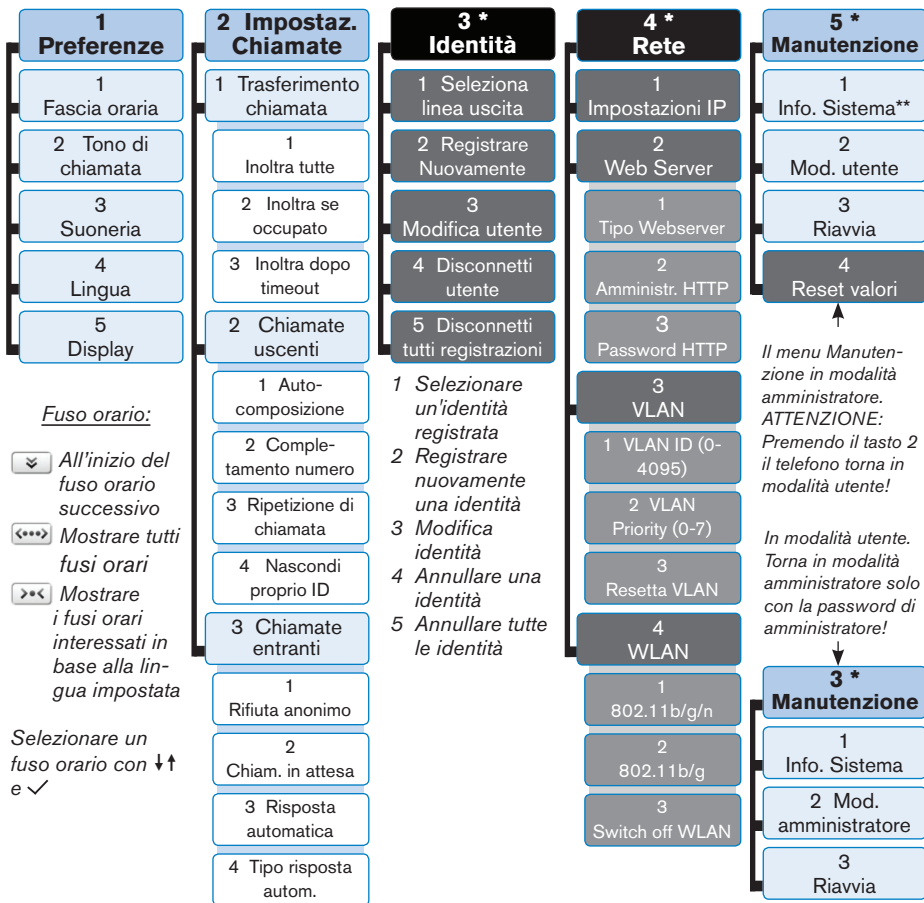 1
Preferenze
1
Fascia oraria
2 Tono di
chiamata
3
Suoneria
4
Lingua
5
Display
Fuso orario:
All'inizio del
fuso orario
successivo
Mostrare tutti
fusi orari
Mostrare
i fusi orari
interessati in
base alla lin-
gua impostata
Selezionare un
fuso orario con ↓↑
e ✓
2 Impostaz.
Chiamate
1 Trasferimento
chiamata
1
Inoltra tutte
2 Inoltra se
occupato
3 Inoltra dopo
timeout
2 Chiamate
uscenti
1 Auto-
composizione
2 Comple-
tamento numero
3 Ripetizione di
chiamata
4 Nascondi
proprio ID
3 Chiamate
entranti
1
Rifiuta anonimo
2
Chiam. in attesa
3 Risposta
automatica
4 Tipo risposta
autom.
3 *
Identità
1 Seleziona
linea uscita
2 Registrare
Nuovamente
3
Modifica utente
4 Disconnetti
utente
5 Disconnetti
tutti registrazioni
1 Selezionare
un'identità
registrata
2 Registrare
nuovamente
una identità
3 Modifica
identità
4 Annullare una
identità
5 Annullare tutte
le identità
4 *
Rete
1
Impostazioni IP
2
Web Server
1
Tipo Webserver
2
Amministr. HTTP
3
Password HTTP
3
VLAN
1 VLAN ID (0-
4095)
2 VLAN
Priority (0-7)
3
Resetta VLAN
4
WLAN
1
802.11b/g/n
2
802.11b/g
3
Switch off WLAN
5 *
Manutenzione
1
Info. Sistema**
2
Mod. utente
3
Riavvia
4
Reset valori
Il menu Manuten-
zione in modalità
amministratore.
ATTENZIONE:
Premendo il tasto 2
il telefono torna in
modalità utente!
In modalità utente.
Torna in modalità
amministratore solo
con la password di
amministratore!
3 *
Manutenzione
1
Info. Sistema
2 Mod.
amministratore
3
Riavvia